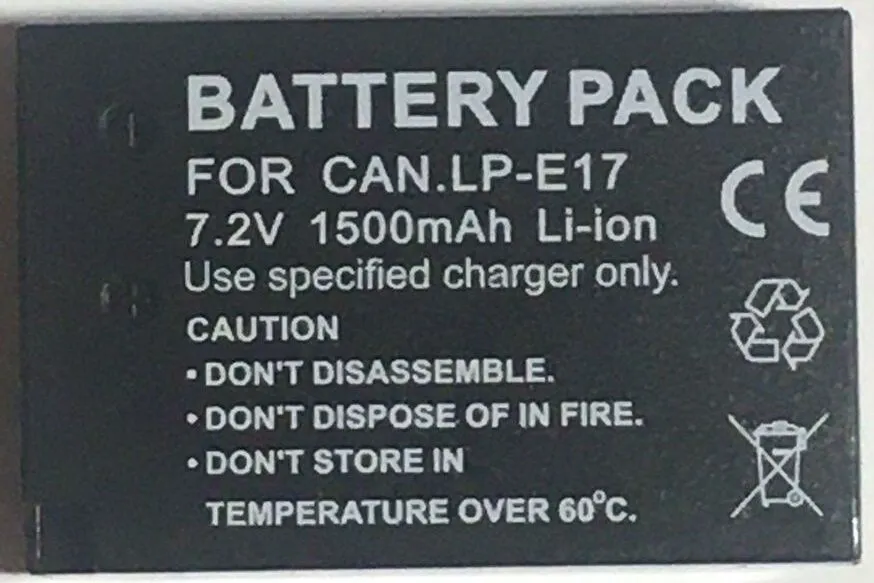 BATTERY PACK
FOR CAN.LP-E17
7.2V 1500mAh Li-ion
Use specified charger only.
CE
CAUTION
• DON'T DISASSEMBLE.
• DON'T DISPOSE OF IN FIRE.
• DON'T STORE IN
TEMPERATURE OVER 60°C.